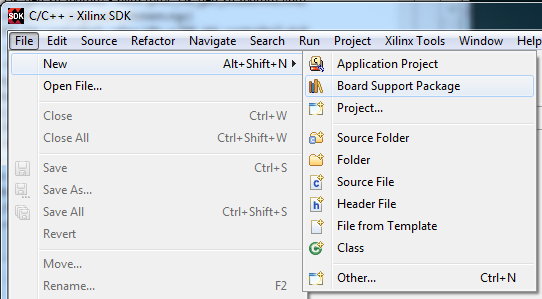 SDK C/C++ - Xilinx SDK
File Edit Source Refactor Navigate Search Run Project Xilinx Tools Window Help
New Alt+Shift+N
Open File...
Close Ctrl+W
Close All Ctrl+Shift+W
Save Ctrl+S
Save As...
Save All Ctrl+Shift+S
Revert
Move...
Rename... F2
Application Project
Board Support Package
Project...
Source Folder
Folder
c Source File
h Header File
File from Template
C Class
Other... Ctrl+N